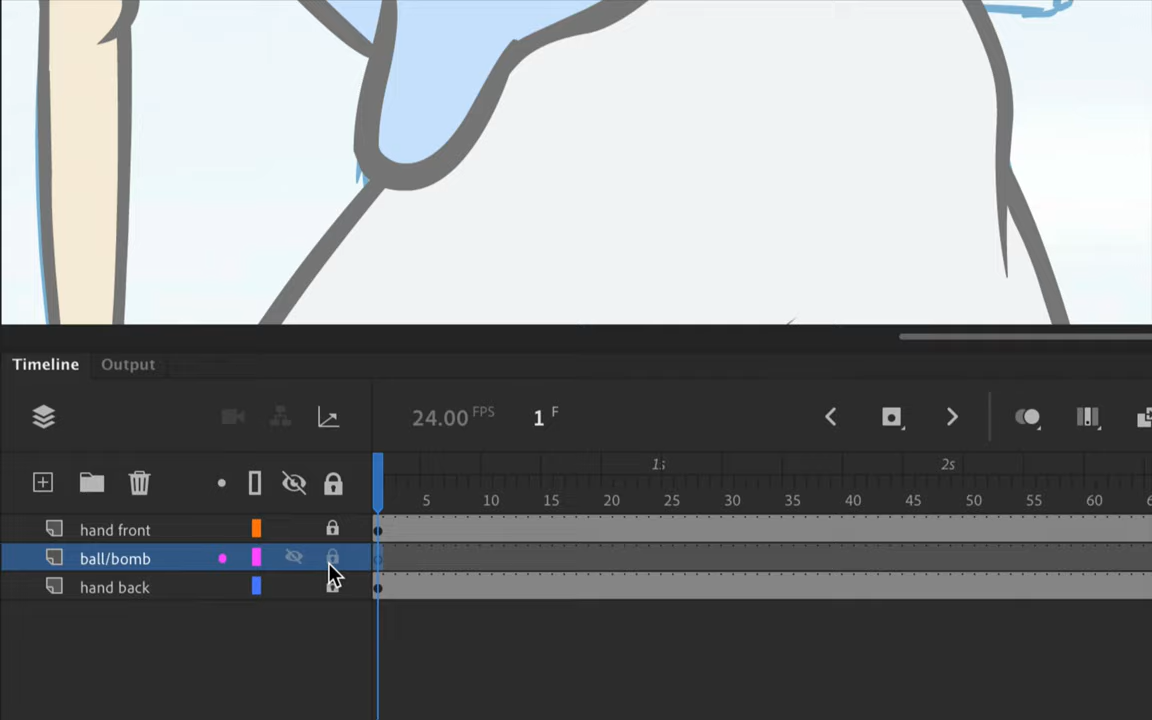 Timeline Output
24.00 FPS 1 F
1s 2s
5 10 15 20 25 30 35 40 45 50 55 60
hand front
ball/bomb
hand back